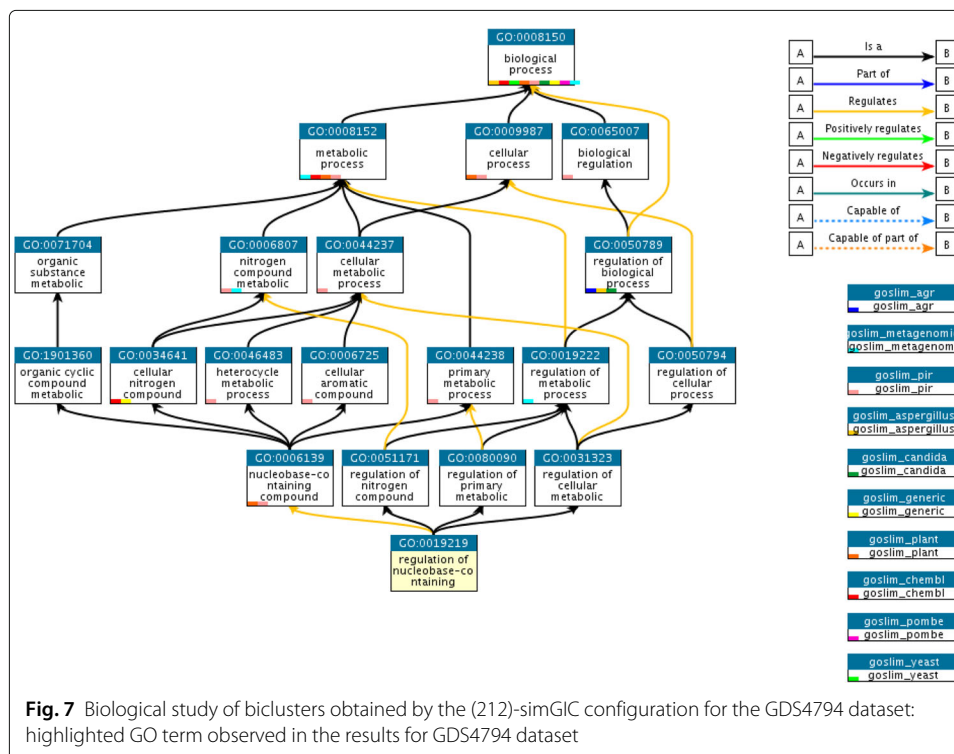 GO:0008150
biological
process
GO:0008152
metabolic
process
GO:0009987
cellular
process
GO:0065007
biological
regulation
GO:0071704
organic
substance
metabolic
GO:0006807
nitrogen
compound
metabolic
GO:0044237
cellular
metabolic
process
GO:0050789
regulation of
biological
process
GO:1901360
organic cyclic
compound
metabolic
GO:0034641
cellular
nitrogen
compound
GO:0046483
heterocycle
metabolic
process
GO:0006725
cellular
aromatic
compound
GO:0044238
primary
metabolic
process
GO:0019222
regulation of
metabolic
process
GO:0050794
regulation of
cellular
process
GO:0006139
nucleobase-co
ntaining
compound
GO:0051171
regulation of
nitrogen
compound
GO:0080090
regulation of
primary
metabolic
GO:0031323
regulation of
cellular
metabolic
GO:0019219
regulation of
nucleobase-co
ntaining
A Is a B
A Part of B
A Regulates B
A Positively regulates B
A Negatively regulates B
A Occurs in B
A Capable of B
A Capable of part of B
goslim_agr
goslim_agr
goslim_metagenomi
goslim_metagenom
goslim_pir
goslim_pir
goslim_aspergillus
goslim_aspergillus
goslim_candida
goslim_candida
goslim_generic
goslim_generic
goslim_plant
goslim_plant
goslim_chembl
goslim_chembl
goslim_pombe
goslim_pombe
goslim_yeast
goslim_yeast
Fig. 7 Biological study of biclusters obtained by the (212)-simGIC configuration for the GDS4794 dataset:
highlighted GO term observed in the results for GDS4794 dataset